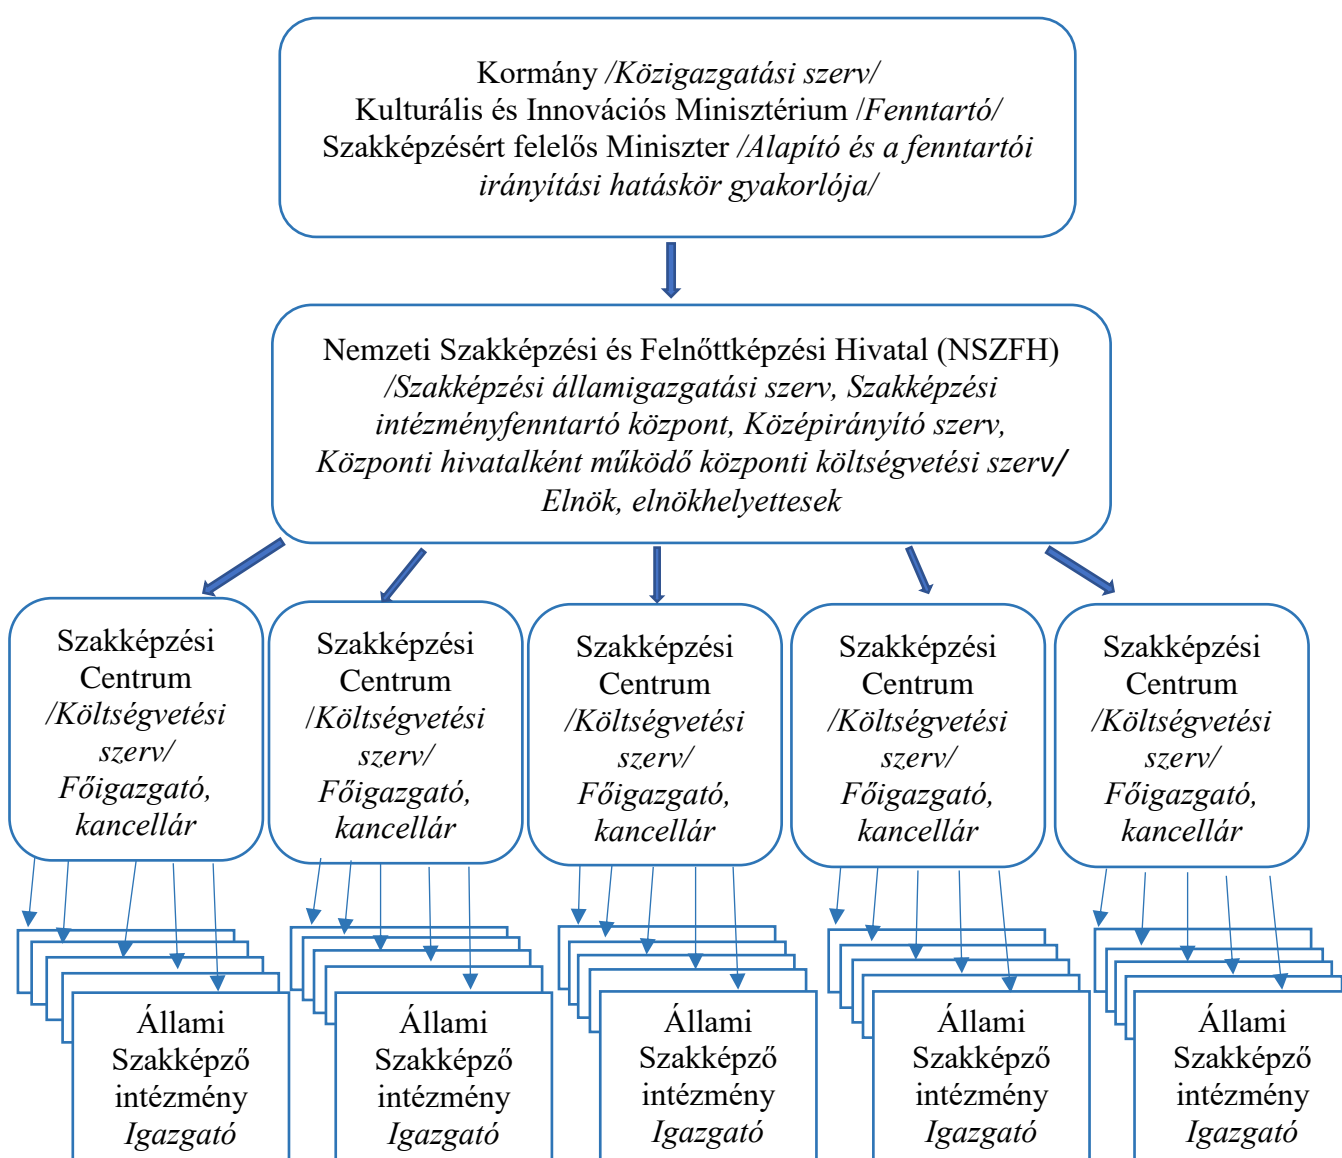 Kormány /Közigazgatási szerv/
Kulturális és Innovációs Minisztérium /Fenntartó/
Szakképzésért felelős Miniszter /Alapító és a fenntartói
irányítási hatáskör gyakorlója/
Nemzeti Szakképzési és Felnőttképzési Hivatal (NSZFH)
/Szakképzési államigazgatási szerv, Szakképzési
intézményfenntartó központ, Középirányító szerv,
Központi hivatalként működő központi költségvetési szerv/
Elnök, elnökhelyettesek
Szakképzési
Centrum
/Költségvetési
szerv/
Főigazgató,
kancellár
Szakképzési
Centrum
/Költségvetési
szerv/
Főigazgató,
kancellár
Szakképzési
Centrum
/Költségvetési
szerv/
Főigazgató,
kancellár
Szakképzési
Centrum
/Költségvetési
szerv/
Főigazgató,
kancellár
Szakképzési
Centrum
/Költségvetési
szerv/
Főigazgató,
kancellár
Állami
Szakképző
intézmény
Igazgató
Állami
Szakképző
intézmény
Igazgató
Állami
Szakképző
intézmény
Igazgató
Állami
Szakképző
intézmény
Igazgató
Állami
Szakképző
intézmény
Igazgató